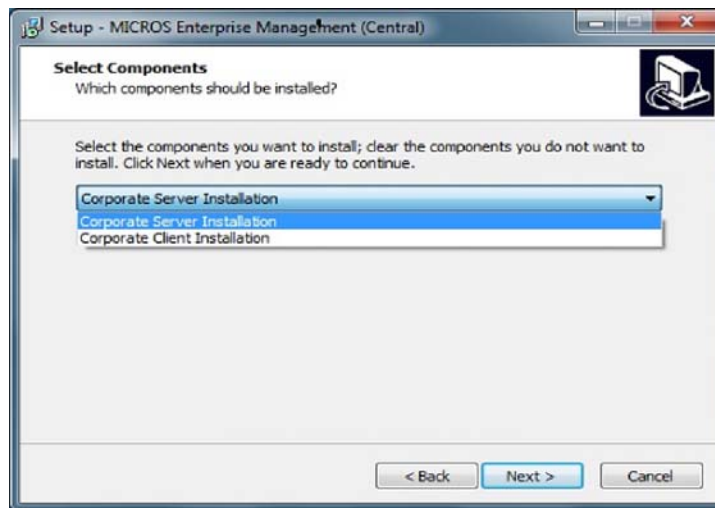 Setup - MICROS Enterprise Management (Central)
Select Components
Which components should be installed?
Select the components you want to install; clear the components you do not want to
install. Click Next when you are ready to continue.
Corporate Server Installation
Corporate Server Installation
Corporate Client Installation
< Back Next > Cancel